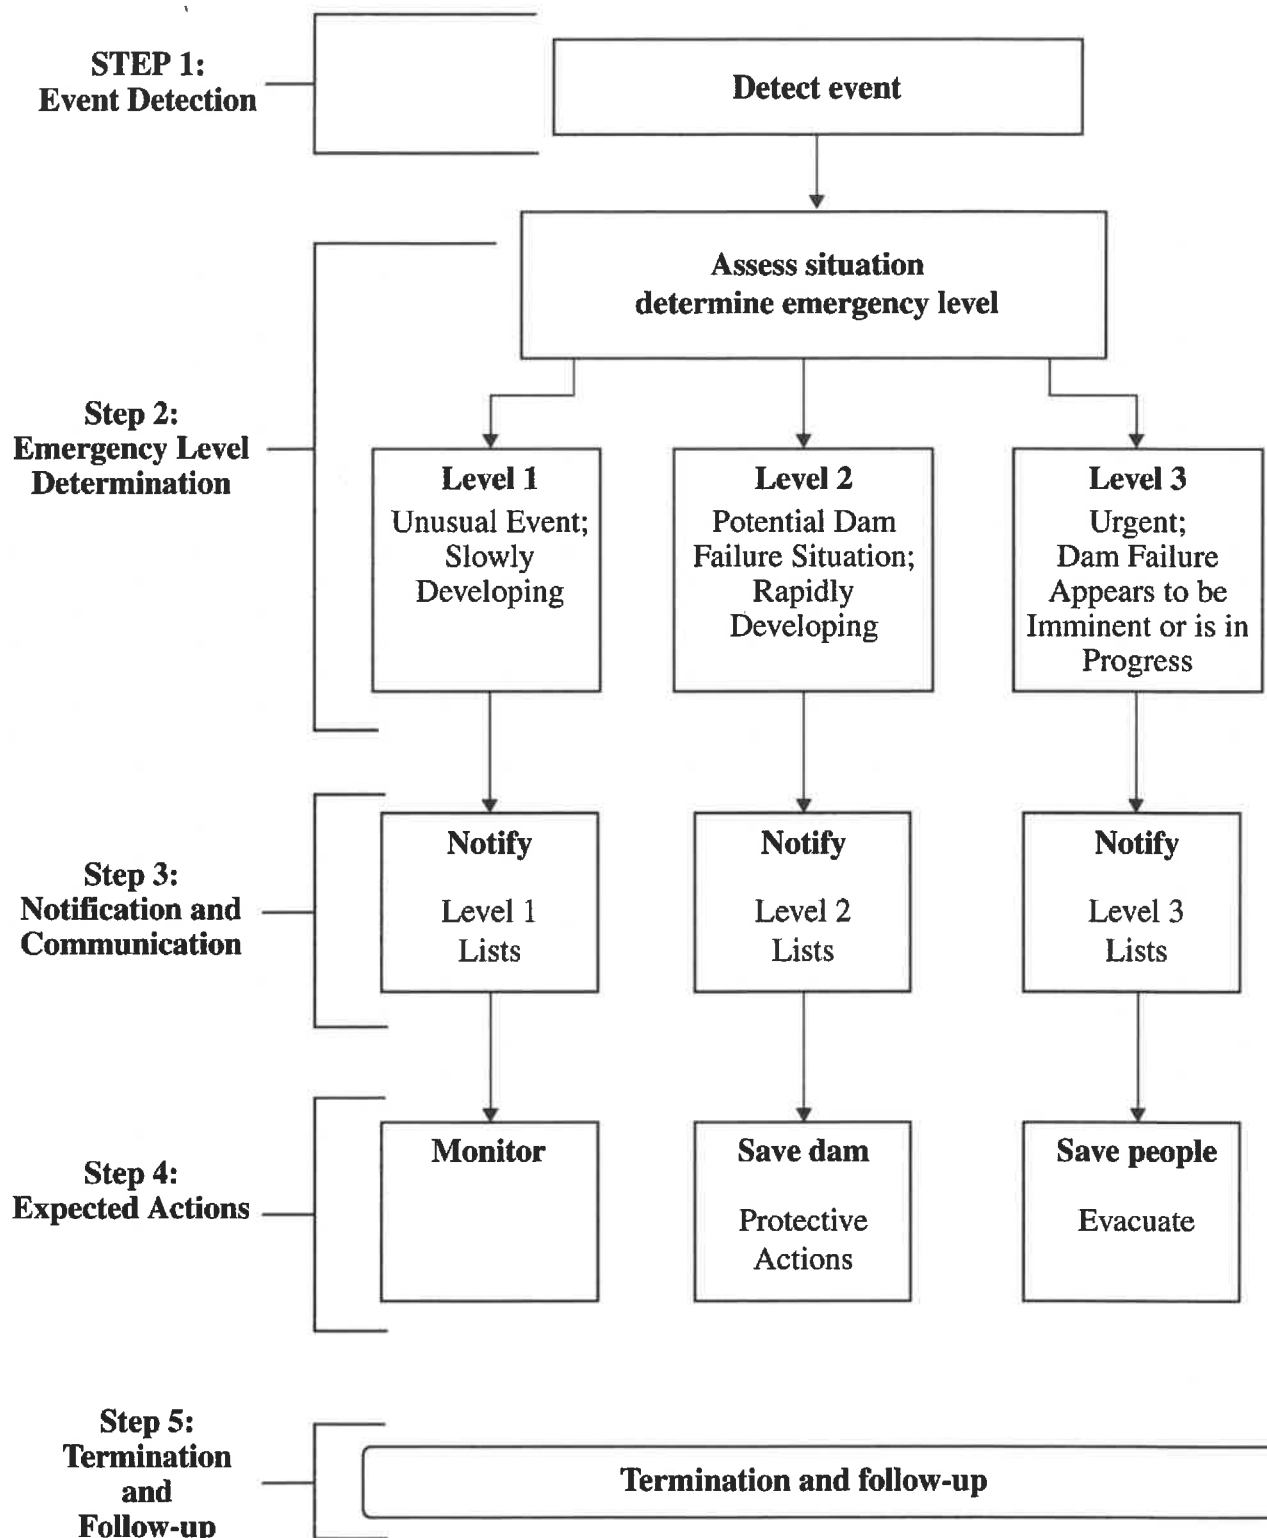 STEP 1:
Event Detection
Detect event
Assess situation
determine emergency level
Step 2:
Emergency Level
Determination
Level 1
Unusual Event;
Slowly
Developing
Level 2
Potential Dam
Failure Situation;
Rapidly
Developing
Level 3
Urgent;
Dam Failure
Appears to be
Imminent or is in
Progress
Step 3:
Notification and
Communication
Notify
Level 1
Lists
Notify
Level 2
Lists
Notify
Level 3
Lists
Step 4:
Expected Actions
Monitor
Save dam
Protective
Actions
Save people
Evacuate
Step 5:
Termination
and
Follow-up
Termination and follow-up